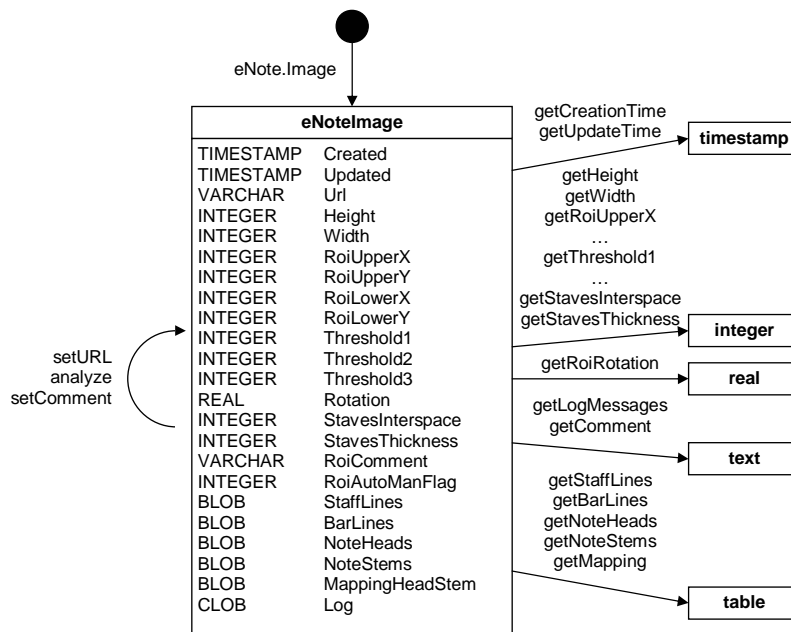 eNote.Image
eNoteImage
TIMESTAMP Created
TIMESTAMP Updated
VARCHAR Url
INTEGER Height
INTEGER Width
INTEGER RoiUpperX
INTEGER RoiUpperY
INTEGER RoiLowerX
INTEGER RoiLowerY
INTEGER Threshold1
INTEGER Threshold2
INTEGER Threshold3
REAL Rotation
INTEGER StavesInterspace
INTEGER StavesThickness
VARCHAR RoiComment
INTEGER RoiAutoManFlag
BLOB StaffLines
BLOB BarLines
BLOB NoteHeads
BLOB NoteStems
BLOB MappingHeadStem
CLOB Log
setURL
analyze
setComment
getCreationTime
getUpdateTime
timestamp
getHeight
getWidth
getRoiUpperX
...
getThreshold1
...
getStavesInterspace
getStavesThickness
integer
getRoiRotation
real
getLogMessages
getComment
text
getStaffLines
getBarLines
getNoteHeads
getNoteStems
getMapping
table